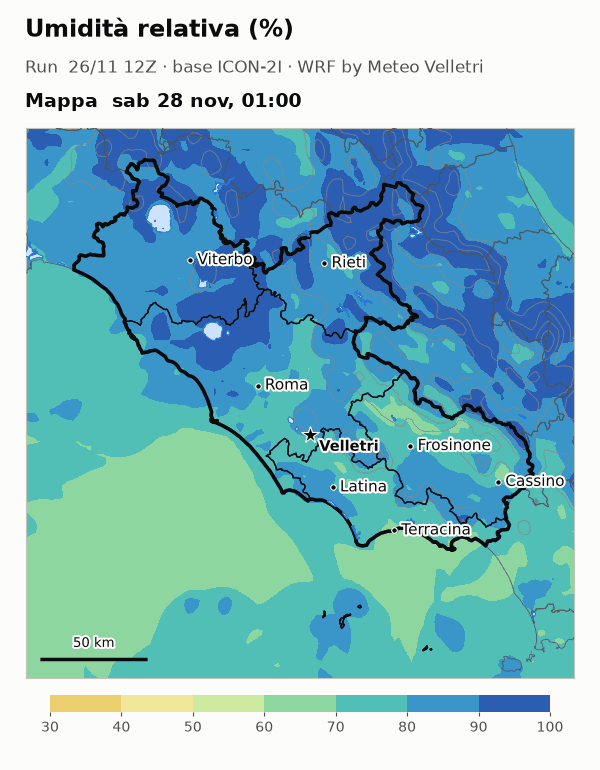 Umidità relativa (%)
Run  26/11 12Z · base ICON-2I · WRF by Meteo Velletri
Mappa  sab 28 nov, 01:00
Viterbo
Rieti
Roma
Velletri
Frosinone
Cassino
Latina
Terracina
50 km
30 40 50 60 70 80 90 100